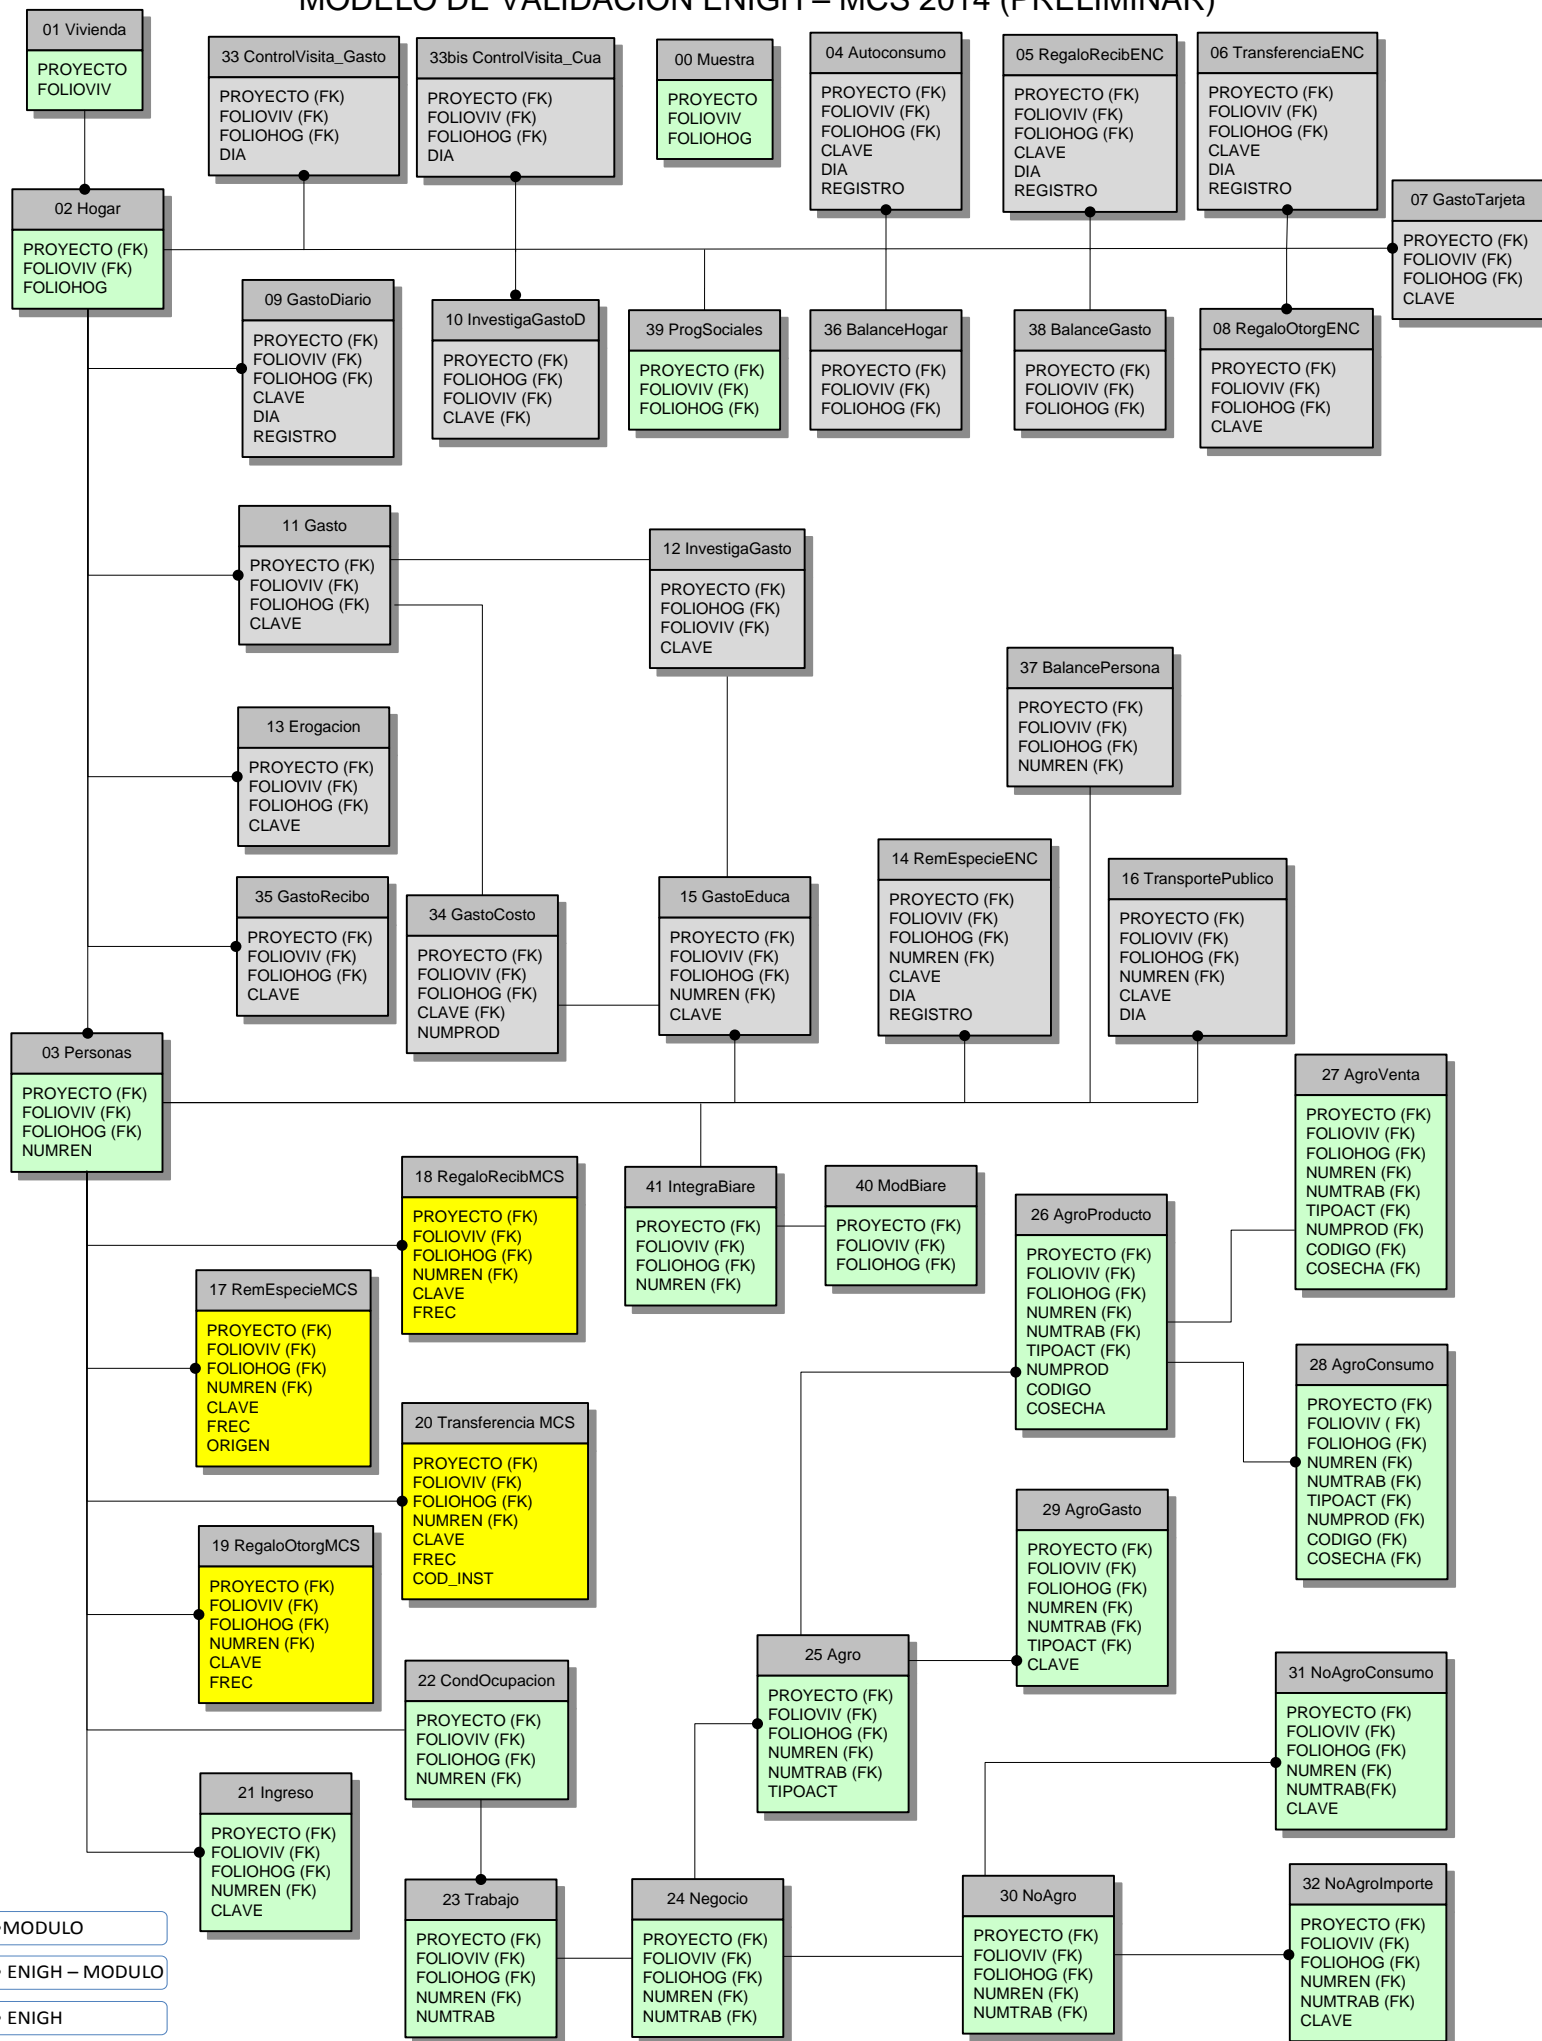 MODELO DE VALIDACIÓN ENIGH – MCS 2014 (PRELIMINAR)
01 Vivienda
PROYECTO
FOLIOVIV
33 ControlVisita_Gasto
PROYECTO (FK)
FOLIOVIV (FK)
FOLIOHOG (FK)
DIA
33bis ControlVisita_Cua
PROYECTO (FK)
FOLIOVIV (FK)
FOLIOHOG (FK)
DIA
00 Muestra
PROYECTO
FOLIOVIV
FOLIOHOG
04 Autoconsumo
PROYECTO (FK)
FOLIOVIV (FK)
FOLIOHOG (FK)
CLAVE
DIA
REGISTRO
05 RegaloRecibENC
PROYECTO (FK)
FOLIOVIV (FK)
FOLIOHOG (FK)
CLAVE
DIA
REGISTRO
06 TransferenciaENC
PROYECTO (FK)
FOLIOVIV (FK)
FOLIOHOG (FK)
CLAVE
DIA
REGISTRO
07 GastoTarjeta
PROYECTO (FK)
FOLIOVIV (FK)
FOLIOHOG (FK)
CLAVE
02 Hogar
PROYECTO (FK)
FOLIOVIV (FK)
FOLIOHOG
09 GastoDiario
PROYECTO (FK)
FOLIOVIV (FK)
FOLIOHOG (FK)
CLAVE
DIA
REGISTRO
10 InvestigaGastoD
PROYECTO (FK)
FOLIOHOG (FK)
FOLIOVIV (FK)
CLAVE (FK)
39 ProgSociales
PROYECTO (FK)
FOLIOVIV (FK)
FOLIOHOG (FK)
36 BalanceHogar
PROYECTO (FK)
FOLIOVIV (FK)
FOLIOHOG (FK)
38 BalanceGasto
PROYECTO (FK)
FOLIOVIV (FK)
FOLIOHOG (FK)
08 RegaloOtorgENC
PROYECTO (FK)
FOLIOVIV (FK)
FOLIOHOG (FK)
CLAVE
11 Gasto
PROYECTO (FK)
FOLIOVIV (FK)
FOLIOHOG (FK)
CLAVE
12 InvestigaGasto
PROYECTO (FK)
FOLIOHOG (FK)
FOLIOVIV (FK)
CLAVE
37 BalancePersona
PROYECTO (FK)
FOLIOVIV (FK)
FOLIOHOG (FK)
NUMREN (FK)
13 Erogacion
PROYECTO (FK)
FOLIOVIV (FK)
FOLIOHOG (FK)
CLAVE
35 GastoRecibo
PROYECTO (FK)
FOLIOVIV (FK)
FOLIOHOG (FK)
CLAVE
34 GastoCosto
PROYECTO (FK)
FOLIOVIV (FK)
FOLIOHOG (FK)
CLAVE (FK)
NUMPROD
15 GastoEduca
PROYECTO (FK)
FOLIOVIV (FK)
FOLIOHOG (FK)
NUMREN (FK)
CLAVE
14 RemEspecieENC
PROYECTO (FK)
FOLIOVIV (FK)
FOLIOHOG (FK)
NUMREN (FK)
CLAVE
DIA
REGISTRO
16 TransportePublico
PROYECTO (FK)
FOLIOVIV (FK)
FOLIOHOG (FK)
NUMREN (FK)
CLAVE
DIA
03 Personas
PROYECTO (FK)
FOLIOVIV (FK)
FOLIOHOG (FK)
NUMREN
18 RegaloRecibMCS
PROYECTO (FK)
FOLIOVIV (FK)
FOLIOHOG (FK)
NUMREN (FK)
CLAVE
FREC
41 IntegraBiare
PROYECTO (FK)
FOLIOVIV (FK)
FOLIOHOG (FK)
NUMREN (FK)
40 ModBiare
PROYECTO (FK)
FOLIOVIV (FK)
FOLIOHOG (FK)
26 AgroProducto
PROYECTO (FK)
FOLIOVIV (FK)
FOLIOHOG (FK)
NUMREN (FK)
NUMTRAB (FK)
TIPOACT (FK)
NUMPROD
CODIGO
COSECHA
27 AgroVenta
PROYECTO (FK)
FOLIOVIV (FK)
FOLIOHOG (FK)
NUMREN (FK)
NUMTRAB (FK)
TIPOACT (FK)
NUMPROD (FK)
CODIGO (FK)
COSECHA (FK)
17 RemEspecieMCS
PROYECTO (FK)
FOLIOVIV (FK)
FOLIOHOG (FK)
NUMREN (FK)
CLAVE
FREC
ORIGEN
28 AgroConsumo
PROYECTO (FK)
FOLIOVIV ( FK)
FOLIOHOG (FK)
NUMREN (FK)
NUMTRAB (FK)
TIPOACT (FK)
NUMPROD (FK)
CODIGO (FK)
COSECHA (FK)
20 Transferencia MCS
PROYECTO (FK)
FOLIOVIV (FK)
FOLIOHOG (FK)
NUMREN (FK)
CLAVE
FREC
COD_INST
29 AgroGasto
PROYECTO (FK)
FOLIOVIV (FK)
FOLIOHOG (FK)
NUMREN (FK)
NUMTRAB (FK)
TIPOACT (FK)
CLAVE
19 RegaloOtorgMCS
PROYECTO (FK)
FOLIOVIV (FK)
FOLIOHOG (FK)
NUMREN (FK)
CLAVE
FREC
25 Agro
PROYECTO (FK)
FOLIOVIV (FK)
FOLIOHOG (FK)
NUMREN (FK)
NUMTRAB (FK)
TIPOACT
22 CondOcupacion
PROYECTO (FK)
FOLIOVIV (FK)
FOLIOHOG (FK)
NUMREN (FK)
31 NoAgroConsumo
PROYECTO (FK)
FOLIOVIV (FK)
FOLIOHOG (FK)
NUMREN (FK)
NUMTRAB(FK)
CLAVE
21 Ingreso
PROYECTO (FK)
FOLIOVIV (FK)
FOLIOHOG (FK)
NUMREN (FK)
CLAVE
23 Trabajo
PROYECTO (FK)
FOLIOVIV (FK)
FOLIOHOG (FK)
NUMREN (FK)
NUMTRAB
24 Negocio
PROYECTO (FK)
FOLIOVIV (FK)
FOLIOHOG (FK)
NUMREN (FK)
NUMTRAB (FK)
30 NoAgro
PROYECTO (FK)
FOLIOVIV (FK)
FOLIOHOG (FK)
NUMREN (FK)
NUMTRAB (FK)
32 NoAgroImporte
PROYECTO (FK)
FOLIOVIV (FK)
FOLIOHOG (FK)
NUMREN (FK)
NUMTRAB (FK)
CLAVE
•MODULO
• ENIGH – MODULO
• ENIGH